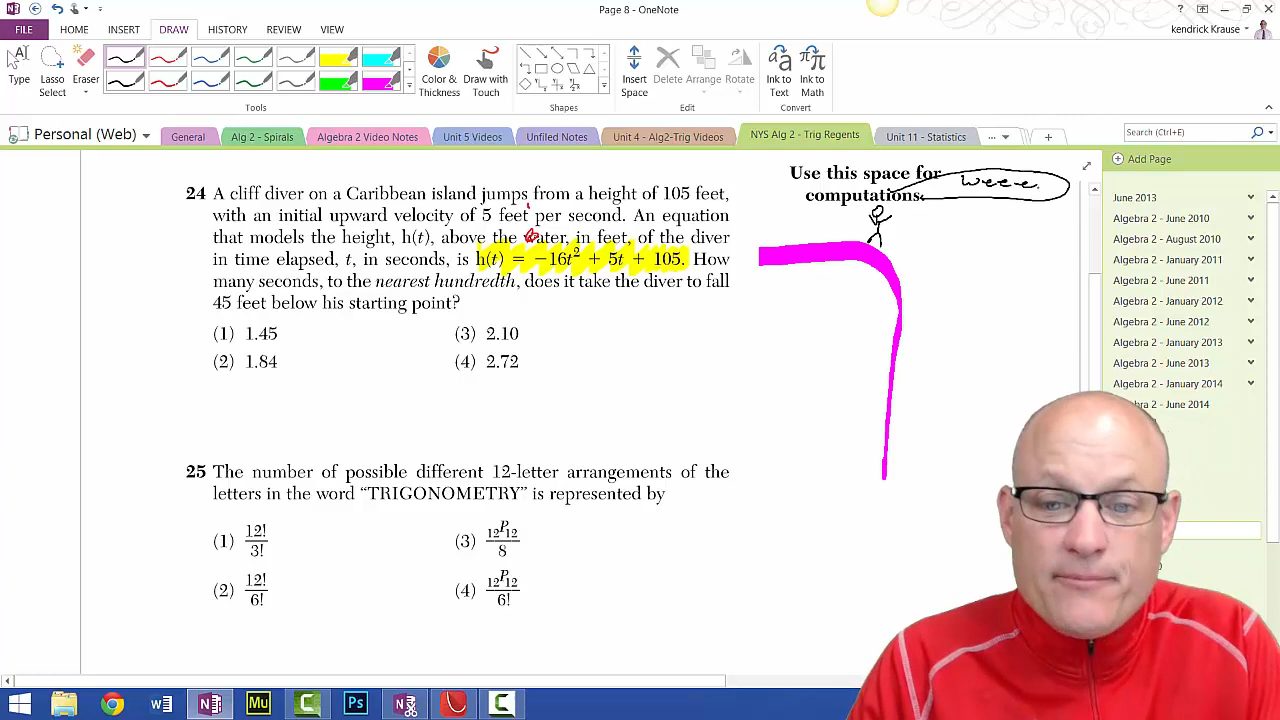 Page 8 - OneNote
FILE HOME INSERT DRAW HISTORY REVIEW VIEW
kendrick Krause
Type Lasso Select Eraser Color & Thickness Draw with Touch Insert Space Delete Arrange Rotate Ink to Text Ink to Math
Tools Shapes Edit Convert
Personal (Web) General Alg 2 - Spirals Algebra 2 Video Notes Unit 5 Videos Unfiled Notes Unit 4 - Alg2-Trig Videos NYS Alg 2 - Trig Regents Unit 11 - Statistics ... Search (Ctrl+E)
24 A cliff diver on a Caribbean island jumps from a height of 105 feet,
with an initial upward velocity of 5 feet per second. An equation
that models the height, h(t), above the water, in feet, of the diver
in time elapsed, t, in seconds, is h(t) = −16t² + 5t + 105. How
many seconds, to the nearest hundredth, does it take the diver to fall
45 feet below his starting point?
(1) 1.45 (3) 2.10
(2) 1.84 (4) 2.72
25 The number of possible different 12-letter arrangements of the
letters in the word “TRIGONOMETRY” is represented by
(1) 12!/3! (3) ₁₂P₁₂/8
(2) 12!/6! (4) ₁₂P₁₂/6!
Use this space for
computations.
weeee.
Add Page
June 2013
Algebra 2 - June 2010
Algebra 2 - August 2010
Algebra 2 - June 2011
Algebra 2 - January 2012
Algebra 2 - June 2012
Algebra 2 - January 2013
Algebra 2 - June 2013
Algebra 2 - January 2014
Algebra 2 - June 2014
Mu Ps